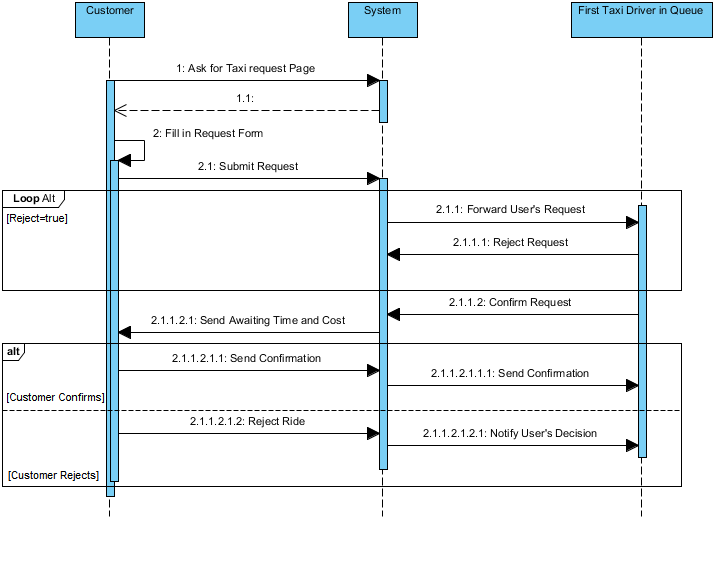 Customer
System
First Taxi Driver in Queue
1: Ask for Taxi request Page
1.1:
2: Fill in Request Form
2.1: Submit Request
Loop Alt
[Reject=true]
2.1.1: Forward User's Request
2.1.1.1: Reject Request
2.1.1.2: Confirm Request
2.1.1.2.1: Send Awaiting Time and Cost
alt
2.1.1.2.1.1: Send Confirmation
2.1.1.2.1.1.1: Send Confirmation
[Customer Confirms]
2.1.1.2.1.2: Reject Ride
2.1.1.2.1.2.1: Notify User's Decision
[Customer Rejects]